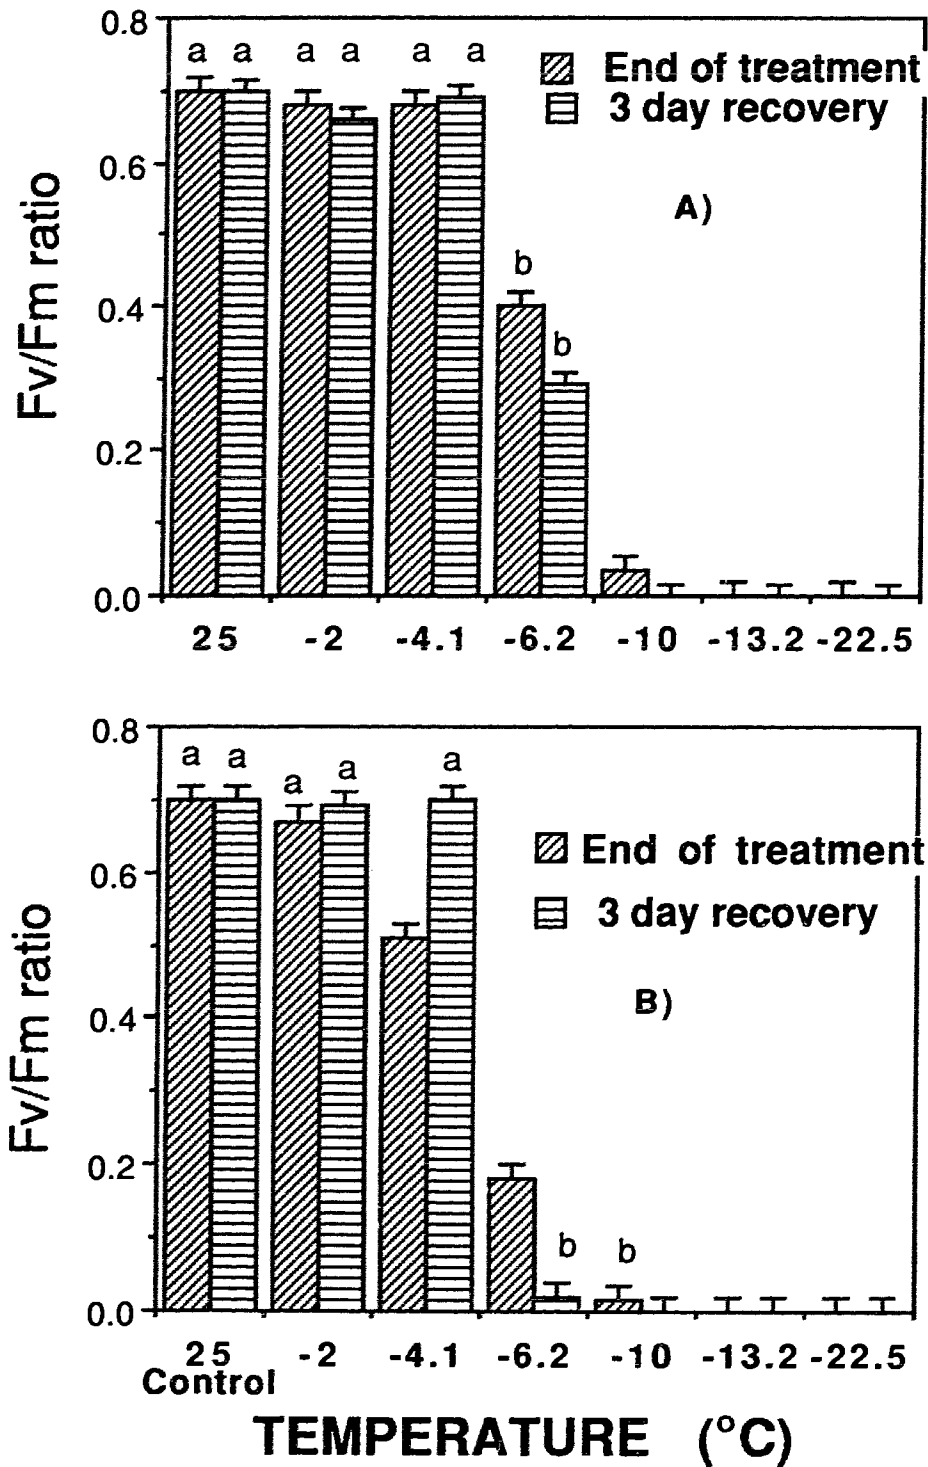 0.8
a a a a a a
End of treatment
3 day recovery
0.6
A)
b
0.4
b
0.2
0.0
25 -2 -4.1 -6.2 -10 -13.2 -22.5
Fv/Fm ratio
0.8
a a a a a
End of treatment
0.6
3 day recovery
B)
0.4
0.2
b b
0.0
25 -2 -4.1 -6.2 -10 -13.2 -22.5
Control
Fv/Fm ratio
TEMPERATURE (°C)